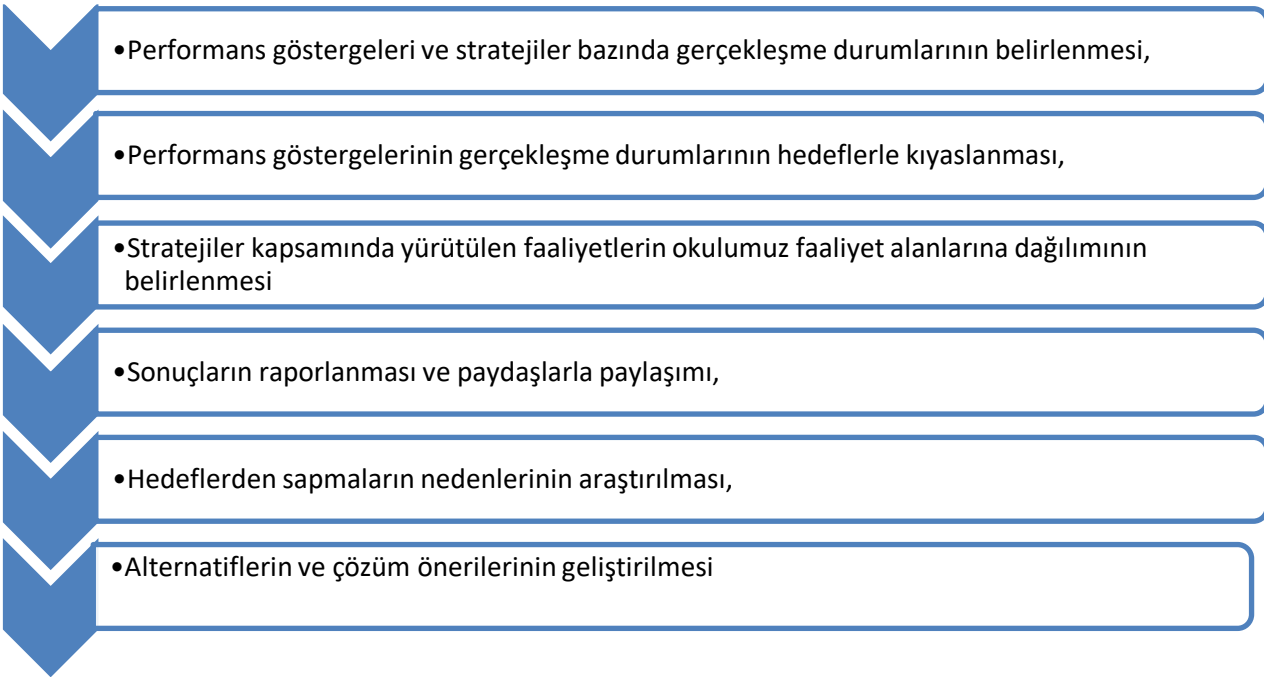 •Performans göstergeleri ve stratejiler bazında gerçekleşme durumlarının belirlenmesi,
•Performans göstergelerinin gerçekleşme durumlarının hedeflerle kıyaslanması,
•Stratejiler kapsamında yürütülen faaliyetlerin okulumuz faaliyet alanlarına dağılımının
belirlenmesi
•Sonuçların raporlanması ve paydaşlarla paylaşımı,
•Hedeflerden sapmaların nedenlerinin araştırılması,
•Alternatiflerin ve çözüm önerilerinin geliştirilmesi